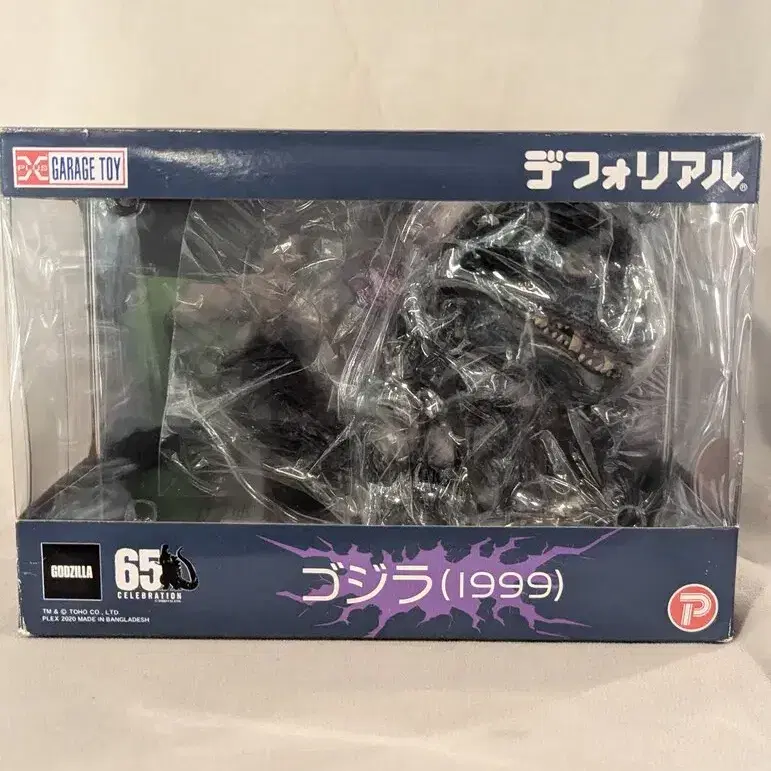 PLUS
GARAGE TOY
デフォリアル®
GODZILLA
65
CELEBRATION
ゴジラ(1999)
P
TM & © TOHO CO., LTD.
PLEX 2020 MADE IN BANGLADESH